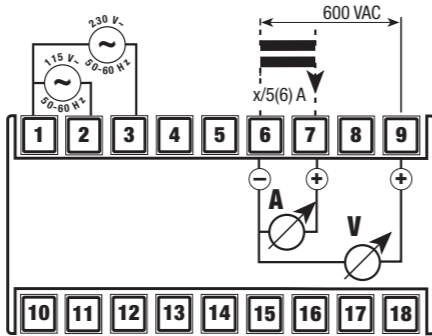 230 V~
50-60 Hz
115 V~
50-60 Hz
600 VAC
x/5(6) A
1 2 3 4 5 6 7 8 9
− + +
A
V
10 11 12 13 14 15 16 17 18